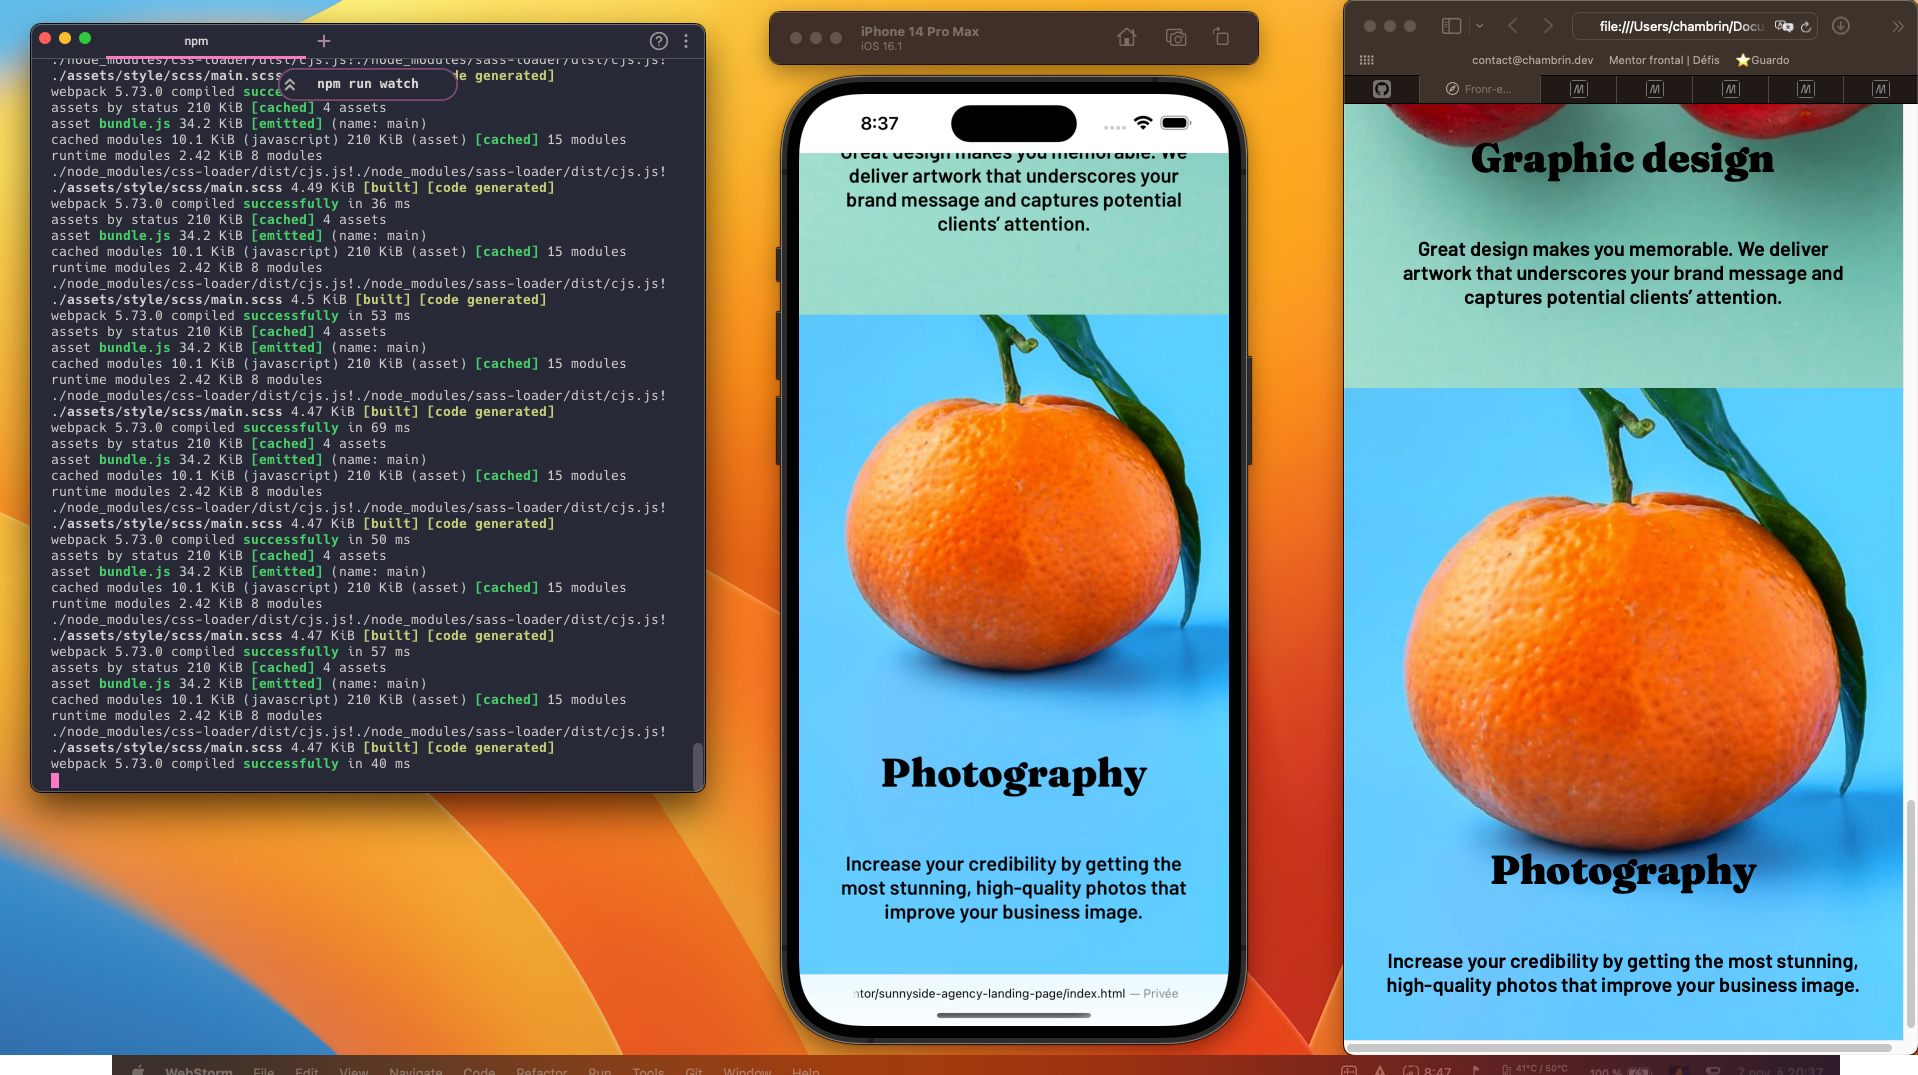 npm
./node_modules/css-loader/dist/cjs.js!./node_modules/sass-loader/dist/cjs.js!
./assets/style/scss/main.scss
de generated]
npm run watch
webpack 5.73.0 compiled succ
assets by status 210 KiB [cached] 4 assets
asset bundle.js 34.2 KiB [emitted] (name: main)
cached modules 10.1 KiB (javascript) 210 KiB (asset) [cached] 15 modules
runtime modules 2.42 KiB 8 modules
./node_modules/css-loader/dist/cjs.js!./node_modules/sass-loader/dist/cjs.js!
./assets/style/scss/main.scss 4.49 KiB [built] [code generated]
webpack 5.73.0 compiled successfully in 36 ms
assets by status 210 KiB [cached] 4 assets
asset bundle.js 34.2 KiB [emitted] (name: main)
cached modules 10.1 KiB (javascript) 210 KiB (asset) [cached] 15 modules
runtime modules 2.42 KiB 8 modules
./node_modules/css-loader/dist/cjs.js!./node_modules/sass-loader/dist/cjs.js!
./assets/style/scss/main.scss 4.5 KiB [built] [code generated]
webpack 5.73.0 compiled successfully in 53 ms
assets by status 210 KiB [cached] 4 assets
asset bundle.js 34.2 KiB [emitted] (name: main)
cached modules 10.1 KiB (javascript) 210 KiB (asset) [cached] 15 modules
runtime modules 2.42 KiB 8 modules
./node_modules/css-loader/dist/cjs.js!./node_modules/sass-loader/dist/cjs.js!
./assets/style/scss/main.scss 4.47 KiB [built] [code generated]
webpack 5.73.0 compiled successfully in 69 ms
assets by status 210 KiB [cached] 4 assets
asset bundle.js 34.2 KiB [emitted] (name: main)
cached modules 10.1 KiB (javascript) 210 KiB (asset) [cached] 15 modules
runtime modules 2.42 KiB 8 modules
./node_modules/css-loader/dist/cjs.js!./node_modules/sass-loader/dist/cjs.js!
./assets/style/scss/main.scss 4.47 KiB [built] [code generated]
webpack 5.73.0 compiled successfully in 50 ms
assets by status 210 KiB [cached] 4 assets
asset bundle.js 34.2 KiB [emitted] (name: main)
cached modules 10.1 KiB (javascript) 210 KiB (asset) [cached] 15 modules
runtime modules 2.42 KiB 8 modules
./node_modules/css-loader/dist/cjs.js!./node_modules/sass-loader/dist/cjs.js!
./assets/style/scss/main.scss 4.47 KiB [built] [code generated]
webpack 5.73.0 compiled successfully in 57 ms
assets by status 210 KiB [cached] 4 assets
asset bundle.js 34.2 KiB [emitted] (name: main)
cached modules 10.1 KiB (javascript) 210 KiB (asset) [cached] 15 modules
runtime modules 2.42 KiB 8 modules
./node_modules/css-loader/dist/cjs.js!./node_modules/sass-loader/dist/cjs.js!
./assets/style/scss/main.scss 4.47 KiB [built] [code generated]
webpack 5.73.0 compiled successfully in 40 ms
iPhone 14 Pro Max
iOS 16.1
8:37
Great design makes you memorable. We
deliver artwork that underscores your
brand message and captures potential
clients’ attention.
Photography
Increase your credibility by getting the
most stunning, high-quality photos that
improve your business image.
ntor/sunnyside-agency-landing-page/index.html — Privée
file:///Users/chambrin/Docu
contact@chambrin.dev Mentor frontal | Défis ⭐Guardo
Fronr-e...
Graphic design
Great design makes you memorable. We deliver
artwork that underscores your brand message and
captures potential clients’ attention.
Photography
Increase your credibility by getting the most stunning,
high-quality photos that improve your business image.
WebStorm File Edit View Navigate Code Refactor Run Tools Git Window Help
8:47 41°C / 50°C 100 % 7 nov. à 20:37